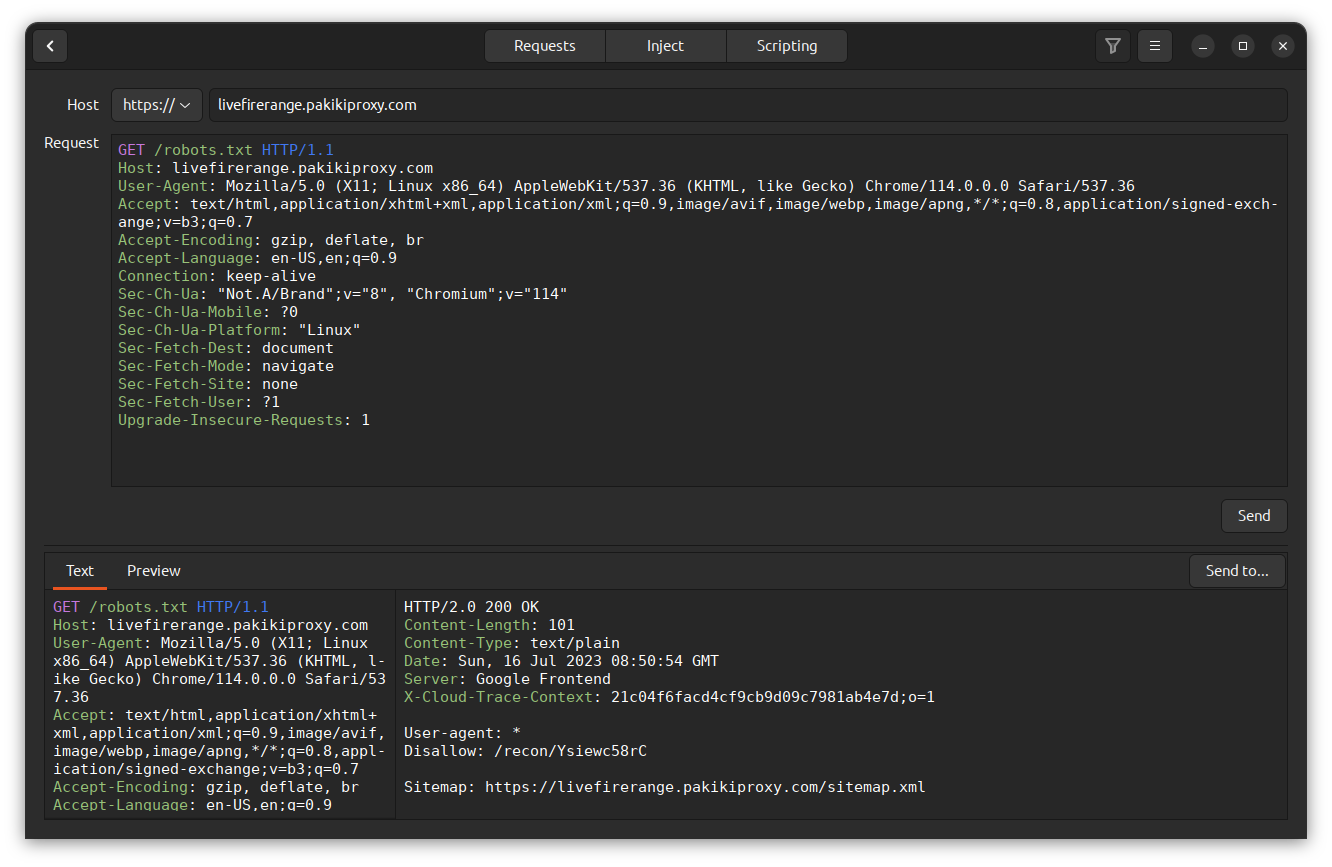 Requests Inject Scripting
Host https:// livefirerange.pakikiproxy.com
Request
GET /robots.txt HTTP/1.1
Host: livefirerange.pakikiproxy.com
User-Agent: Mozilla/5.0 (X11; Linux x86_64) AppleWebKit/537.36 (KHTML, like Gecko) Chrome/114.0.0.0 Safari/537.36
Accept: text/html,application/xhtml+xml,application/xml;q=0.9,image/avif,image/webp,image/apng,*/*;q=0.8,application/signed-exch-
ange;v=b3;q=0.7
Accept-Encoding: gzip, deflate, br
Accept-Language: en-US,en;q=0.9
Connection: keep-alive
Sec-Ch-Ua: "Not.A/Brand";v="8", "Chromium";v="114"
Sec-Ch-Ua-Mobile: ?0
Sec-Ch-Ua-Platform: "Linux"
Sec-Fetch-Dest: document
Sec-Fetch-Mode: navigate
Sec-Fetch-Site: none
Sec-Fetch-User: ?1
Upgrade-Insecure-Requests: 1
Send
Text Preview Send to...
GET /robots.txt HTTP/1.1
Host: livefirerange.pakikiproxy.com
User-Agent: Mozilla/5.0 (X11; Linux
x86_64) AppleWebKit/537.36 (KHTML, l-
ike Gecko) Chrome/114.0.0.0 Safari/53
7.36
Accept: text/html,application/xhtml+
xml,application/xml;q=0.9,image/avif,
image/webp,image/apng,*/*;q=0.8,appl-
ication/signed-exchange;v=b3;q=0.7
Accept-Encoding: gzip, deflate, br
Accept-Language: en-US,en;q=0.9
HTTP/2.0 200 OK
Content-Length: 101
Content-Type: text/plain
Date: Sun, 16 Jul 2023 08:50:54 GMT
Server: Google Frontend
X-Cloud-Trace-Context: 21c04f6facd4cf9cb9d09c7981ab4e7d;o=1
User-agent: *
Disallow: /recon/Ysiewc58rC
Sitemap: https://livefirerange.pakikiproxy.com/sitemap.xml